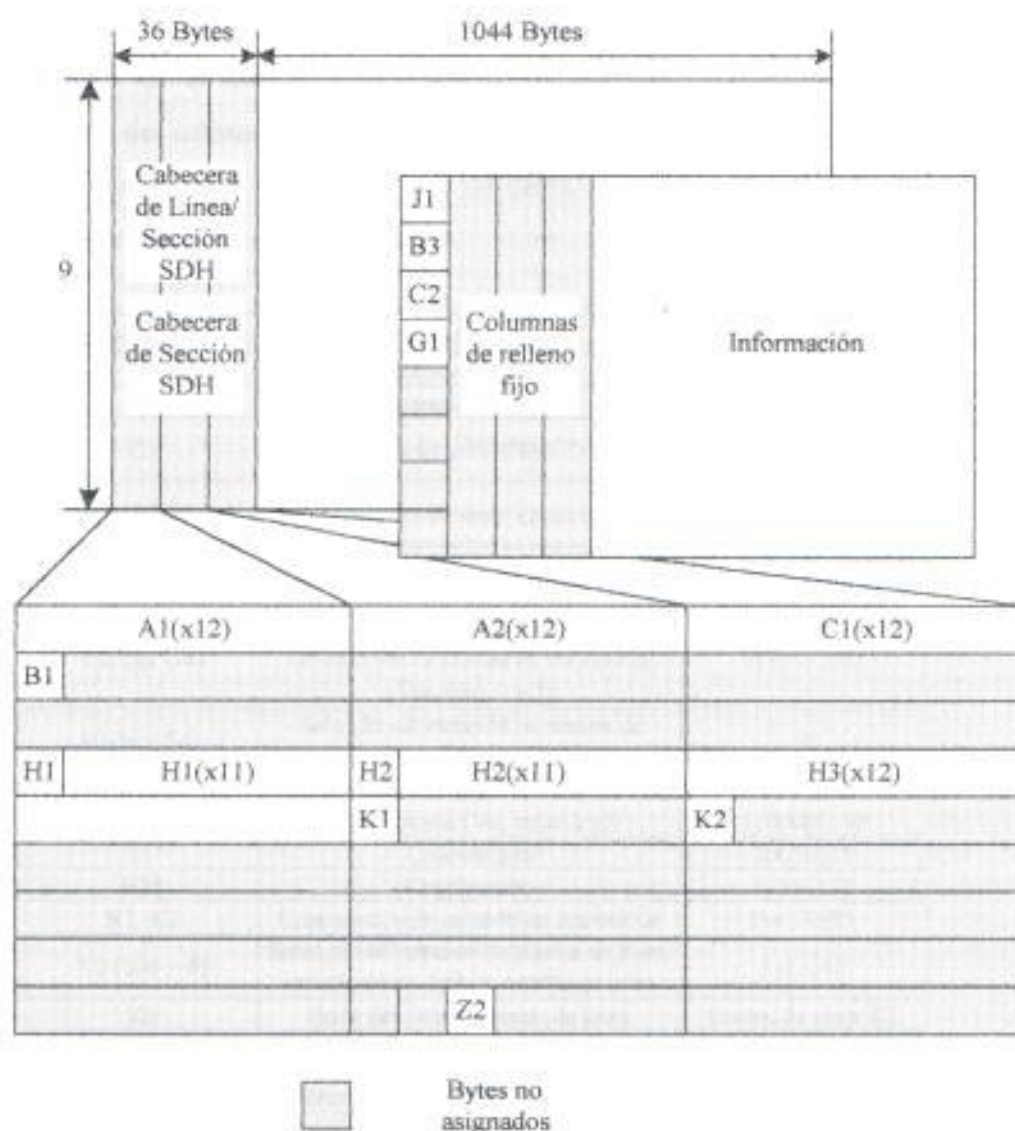 36 Bytes
1044 Bytes
9
Cabecera
de Línea/
Sección
SDH
Cabecera
de Sección
SDH
J1
B3
C2
G1
Columnas
de relleno
fijo
Información
A1(x12)
A2(x12)
C1(x12)
B1
H1
H1(x11)
H2
H2(x11)
H3(x12)
K1
K2
Z2
Bytes no
asignados